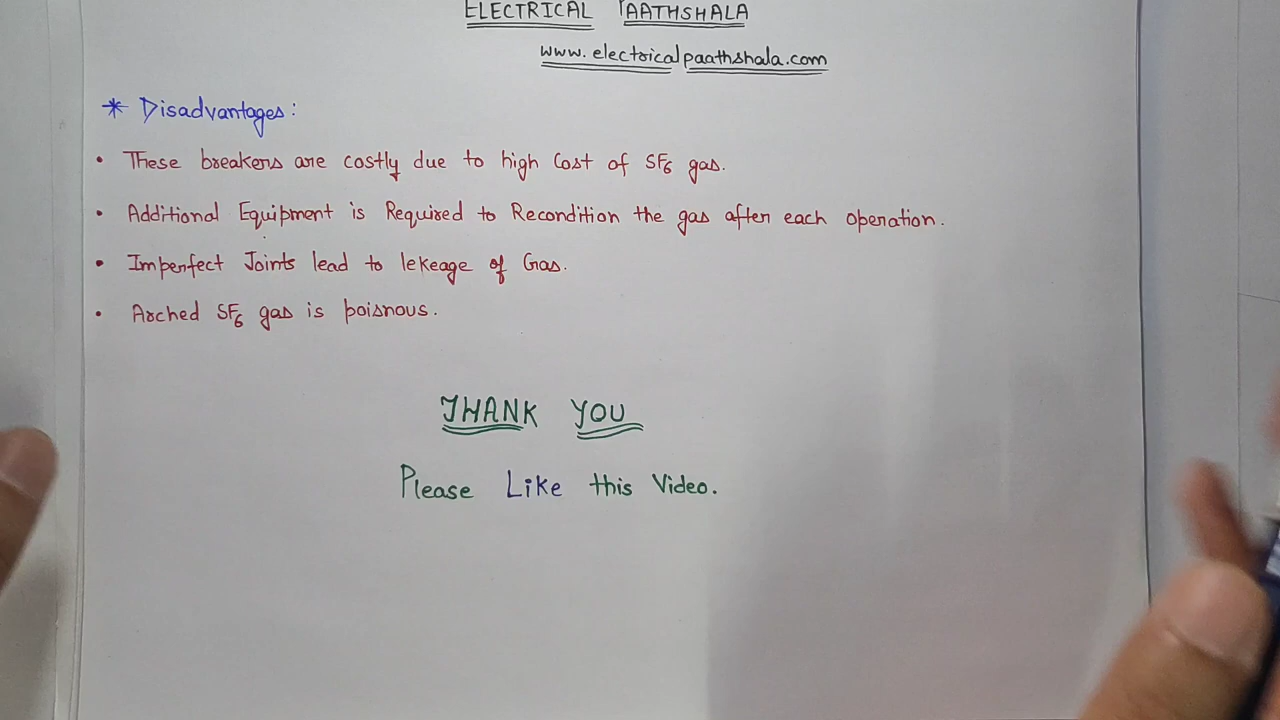 ELECTRICAL PAATHSHALA
www.electricalpaathshala.com
* Disadvantages:
• These breakers are costly due to high Cost of SF6 gas.
• Additional Equipment is Required to Recondition the gas after each operation.
• Imperfect Joints lead to lekeage of Gas.
• Arched SF6 gas is poisnous.
THANK YOU
Please Like this Video.